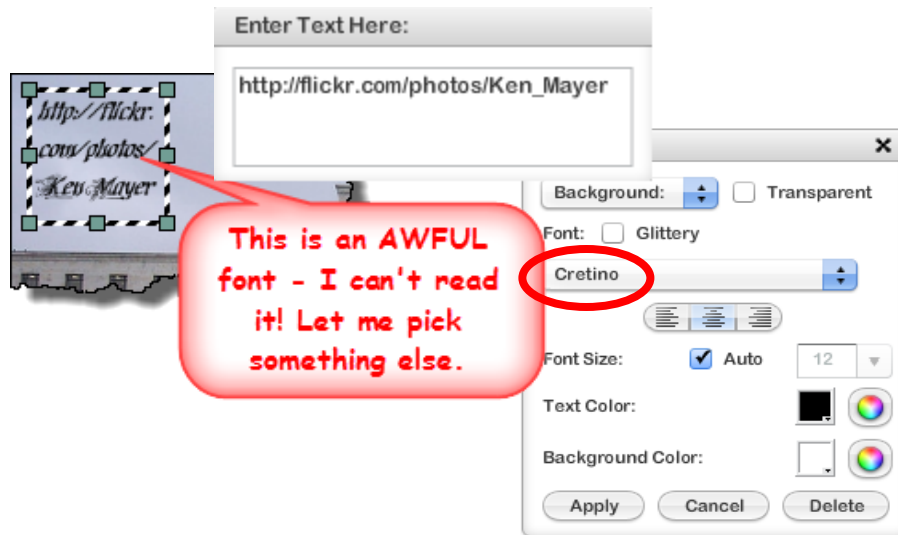 Enter Text Here:
http://flickr.com/photos/Ken_Mayer
http://flickr.
com/photos/
Ken Mayer
This is an AWFUL
font - I can't read
it! Let me pick
something else.
Background:
Transparent
Font:
Glittery
Cretino
Font Size:
Auto
12
Text Color:
Background Color:
Apply
Cancel
Delete